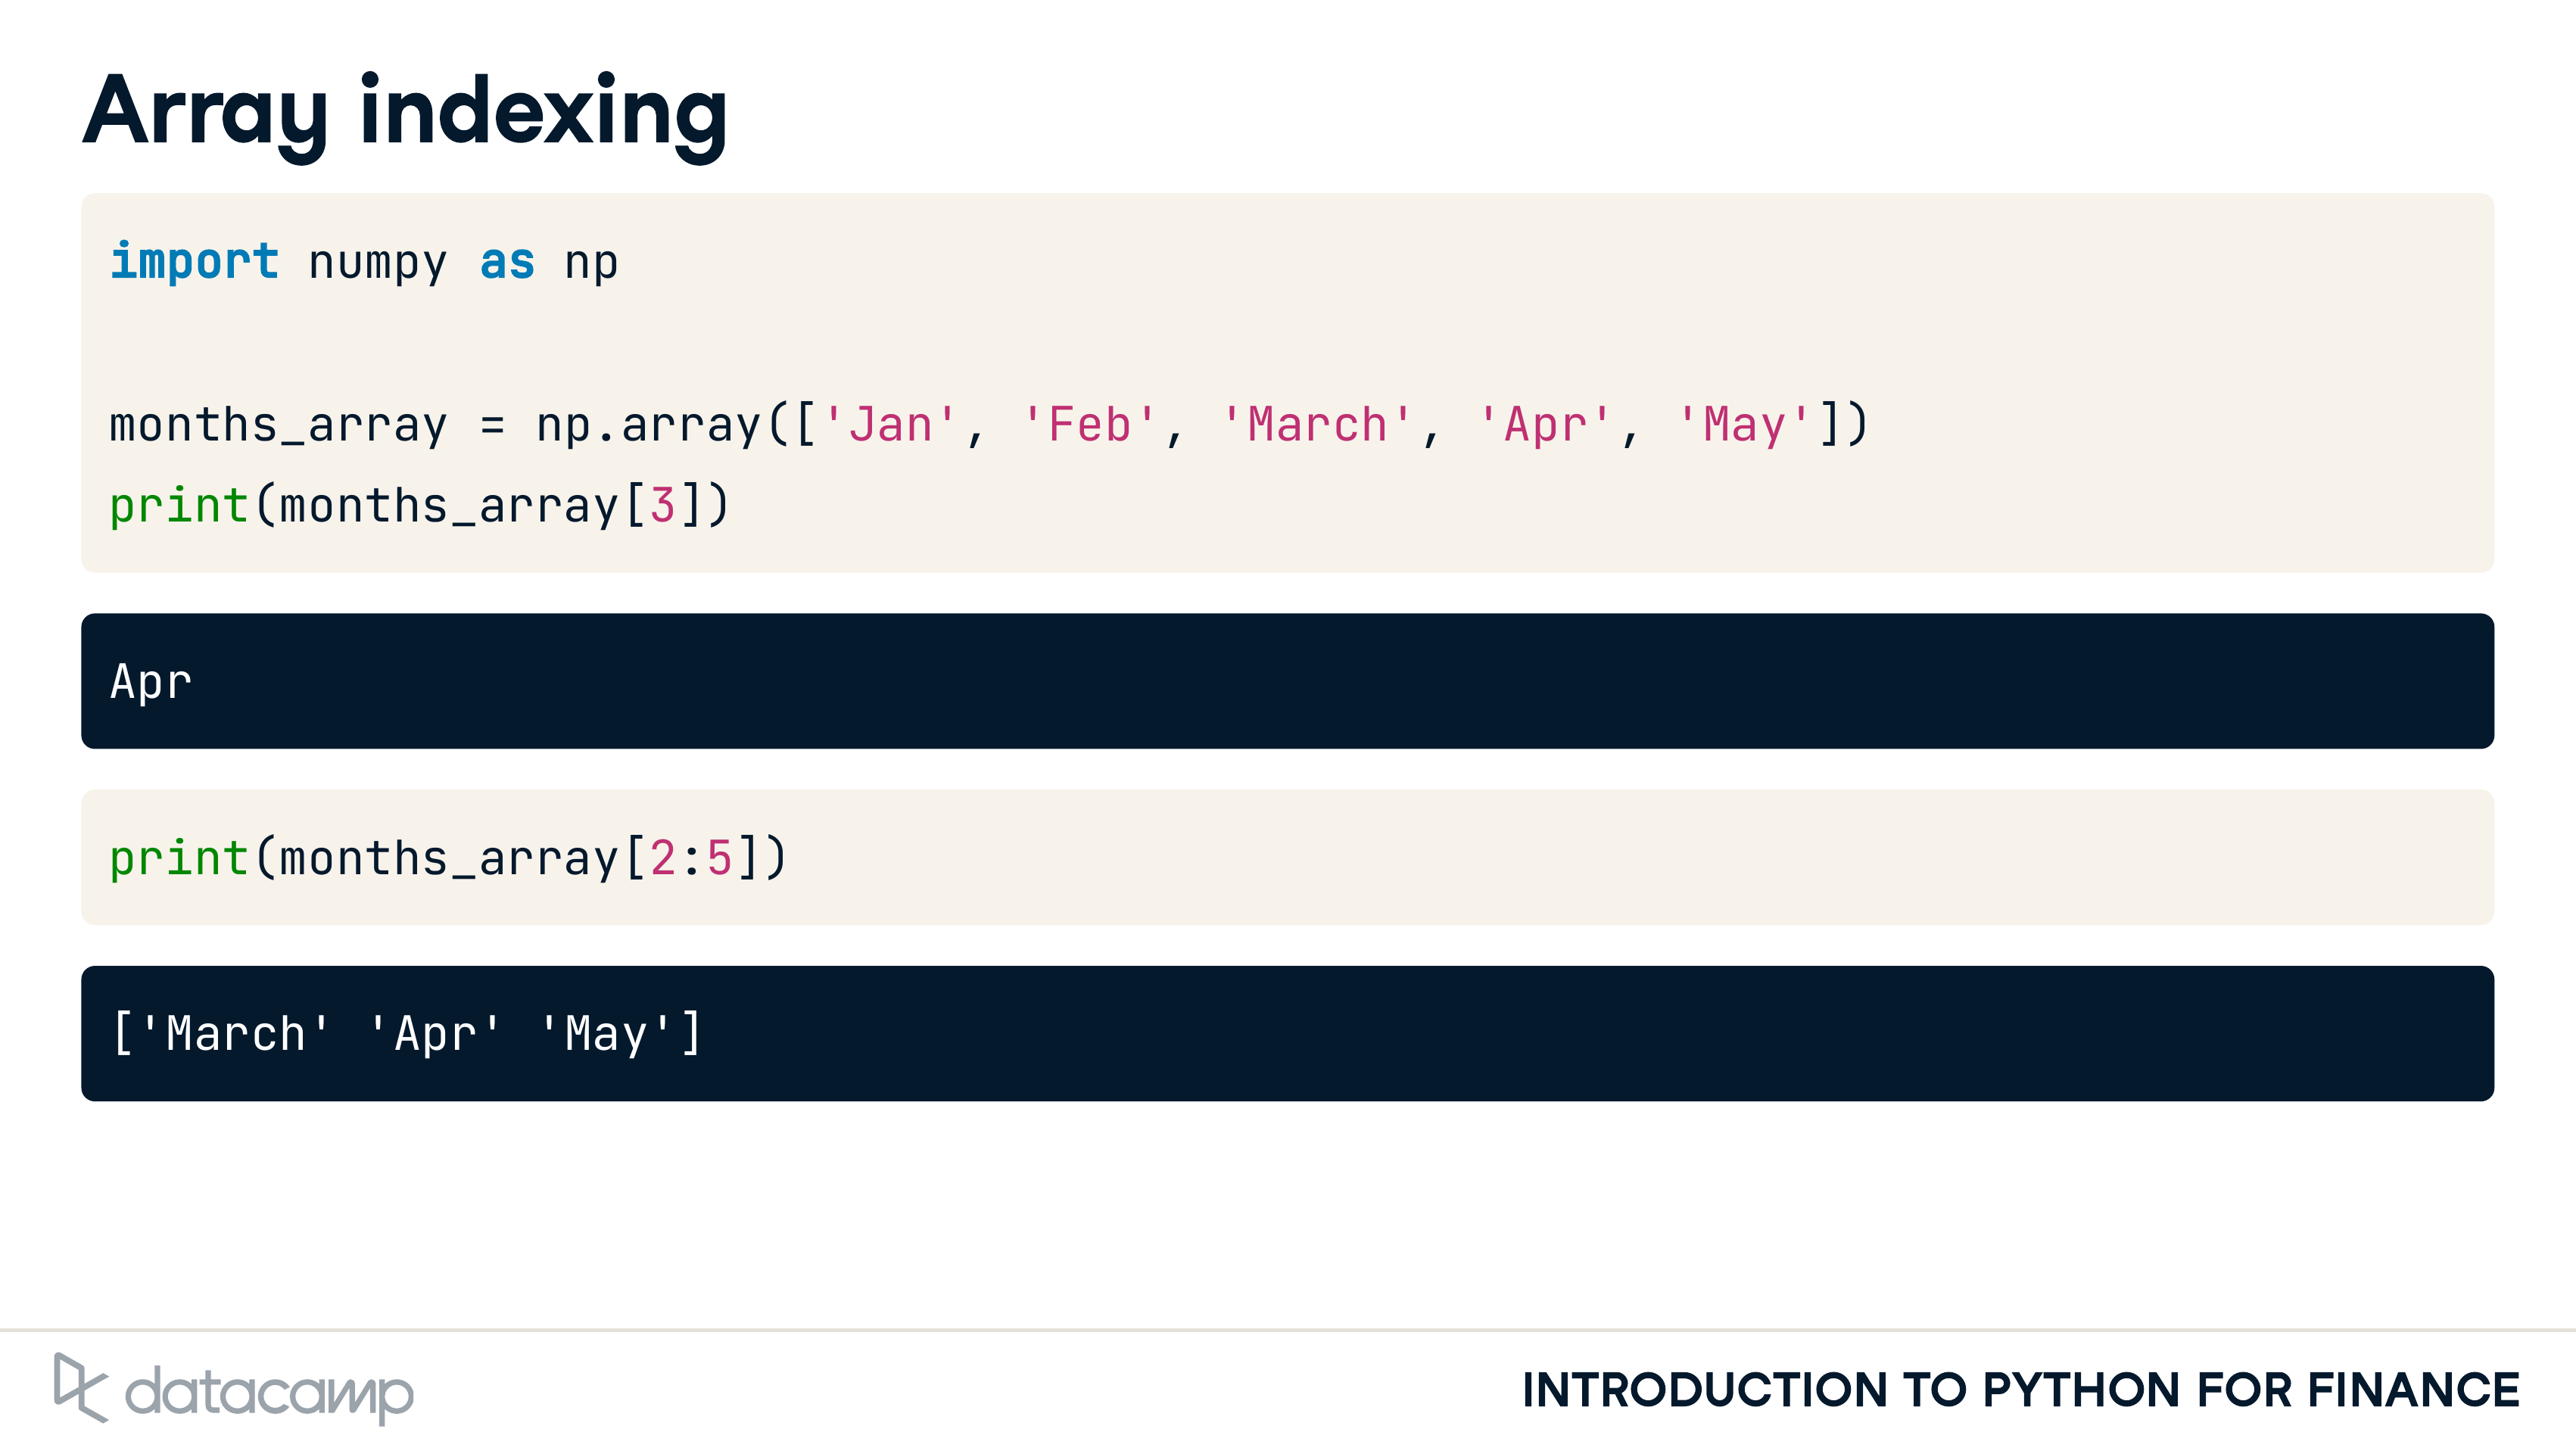 Array indexing
import numpy as np
months_array = np.array(['Jan', 'Feb', 'March', 'Apr', 'May'])
print(months_array[3])
Apr
print(months_array[2:5])
['March' 'Apr' 'May']
datacamp
INTRODUCTION TO PYTHON FOR FINANCE